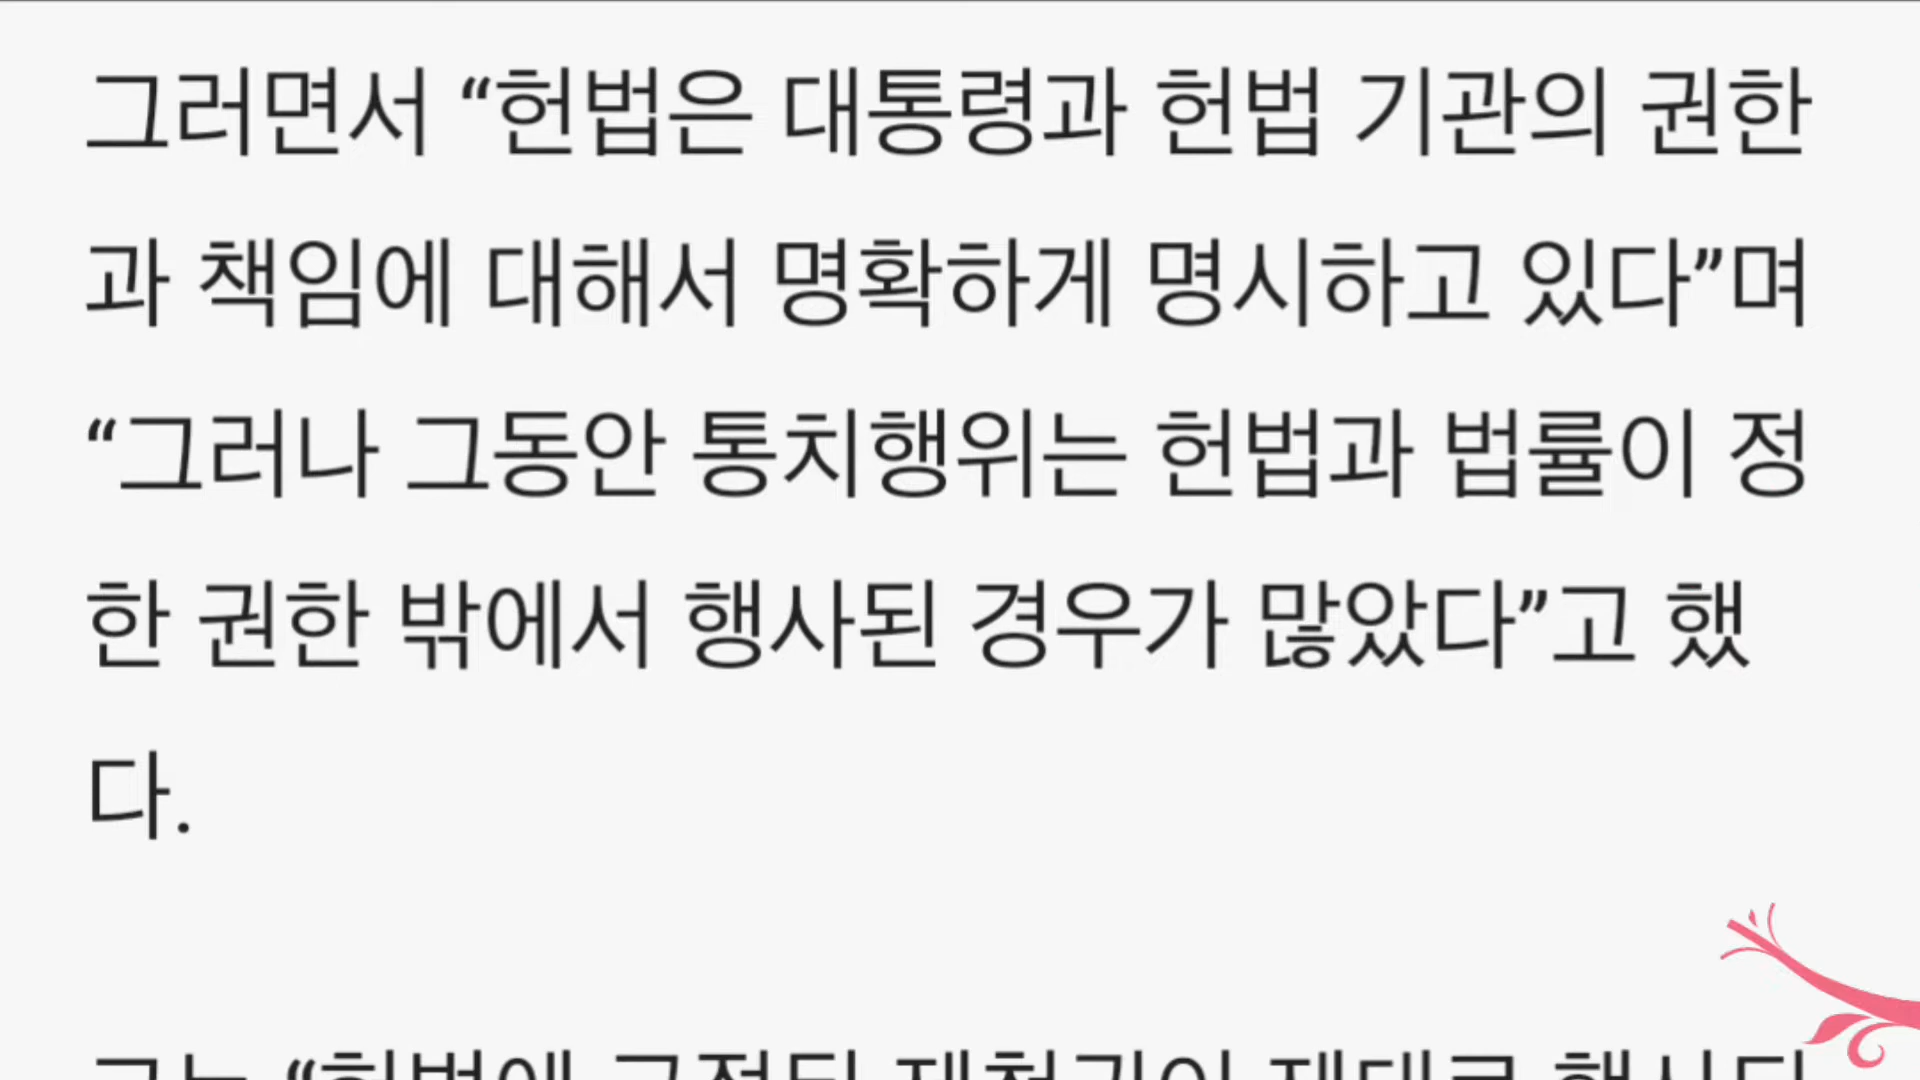 그러면서 “헌법은 대통령과 헌법 기관의 권한
과 책임에 대해서 명확하게 명시하고 있다”며
“그러나 그동안 통치행위는 헌법과 법률이 정
한 권한 밖에서 행사된 경우가 많았다”고 했
다.